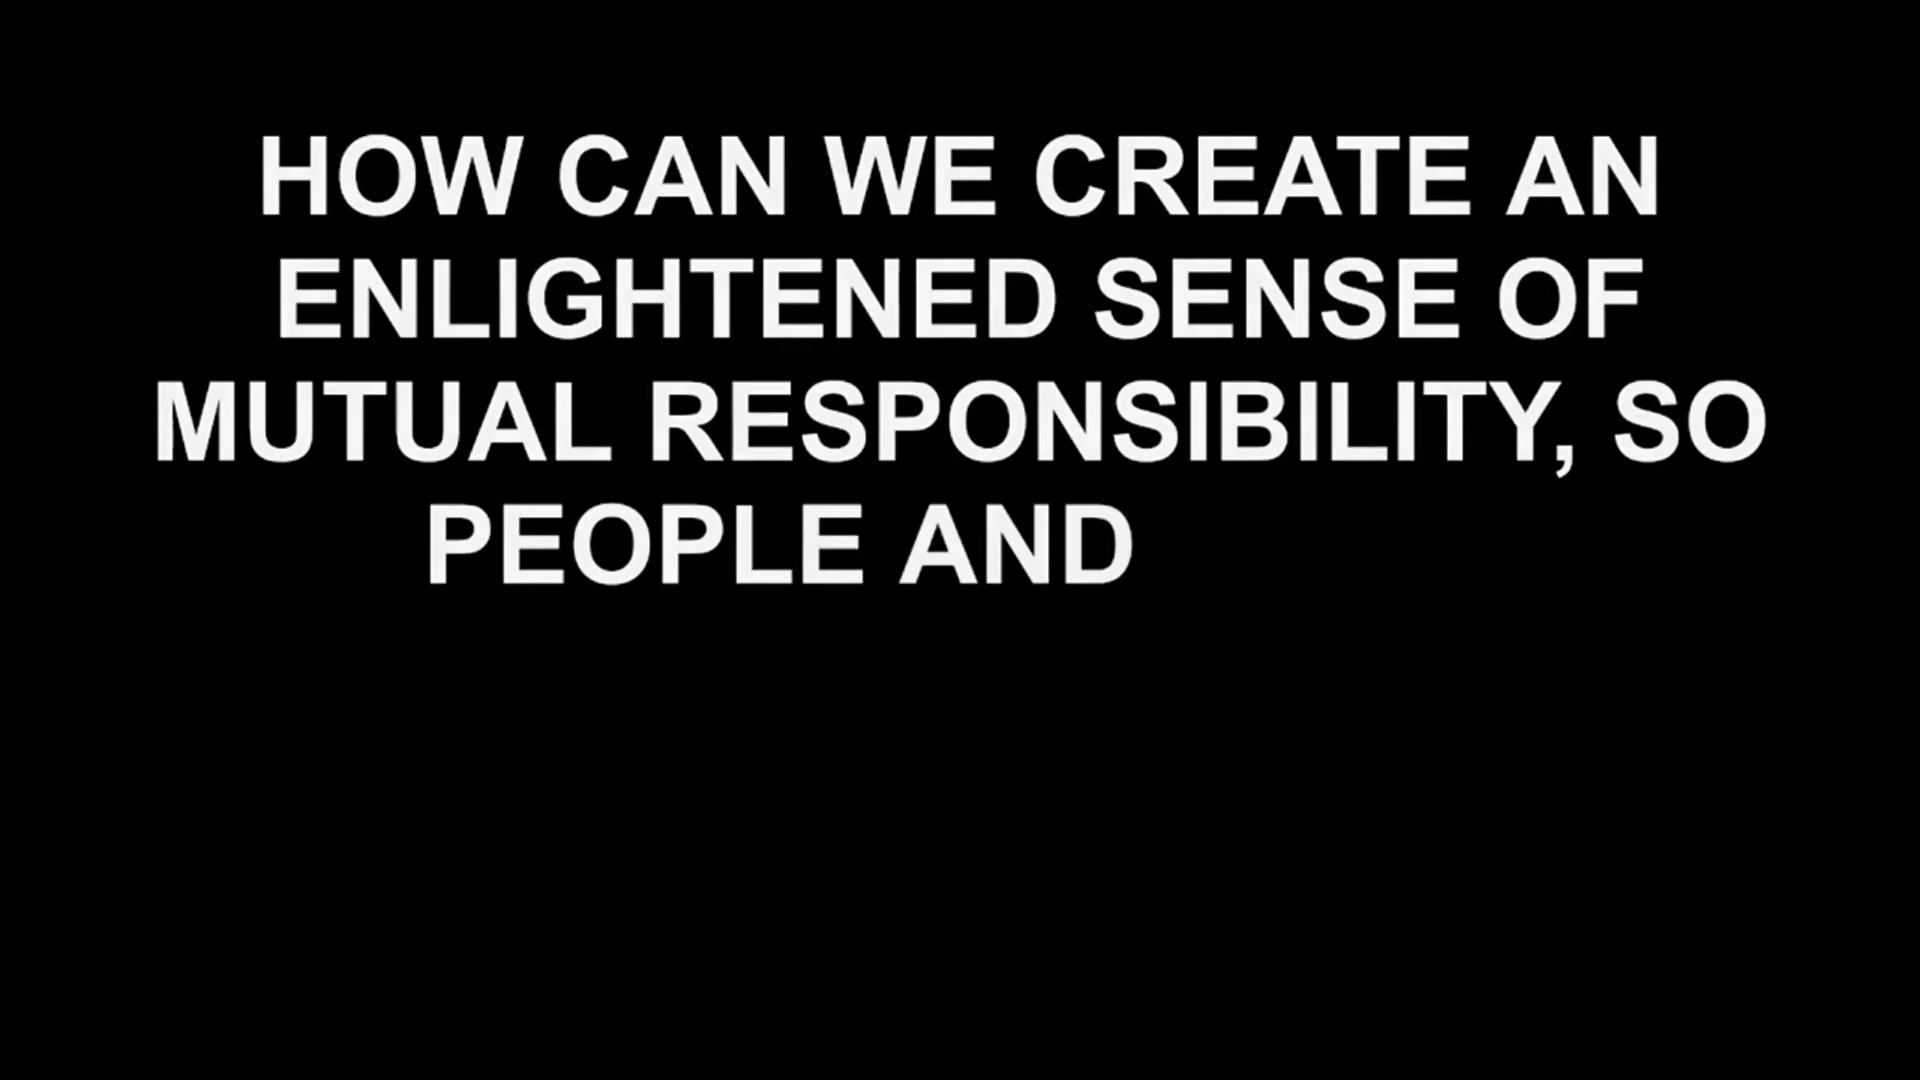 HOW CAN WE CREATE AN
ENLIGHTENED SENSE OF
MUTUAL RESPONSIBILITY, SO
PEOPLE AND